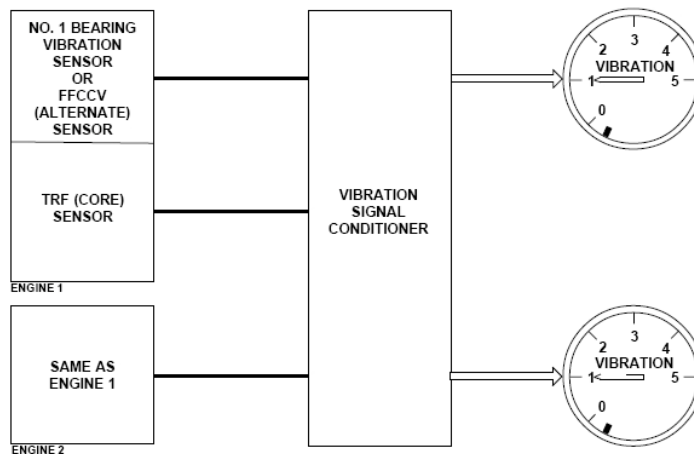 NO. 1 BEARING
VIBRATION
SENSOR
OR
FFCCV
(ALTERNATE)
SENSOR
TRF (CORE)
SENSOR
ENGINE 1
SAME AS
ENGINE 1
ENGINE 2
VIBRATION
SIGNAL
CONDITIONER
3
2 4
VIBRATION
1 5
0
3
2 4
VIBRATION
1 5
0